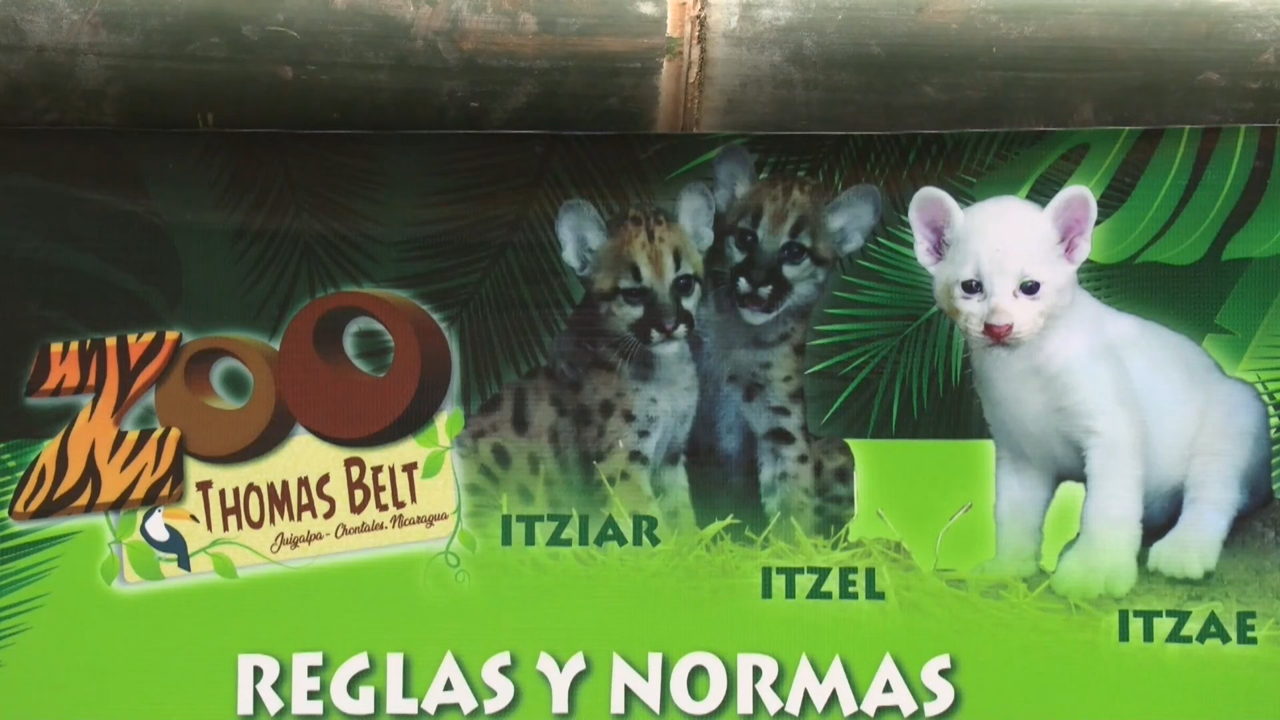 ZOO
THOMAS BELT
Juigalpa - Chontales. Nicaragua
ITZIAR
ITZEL
ITZAE
REGLAS Y NORMAS